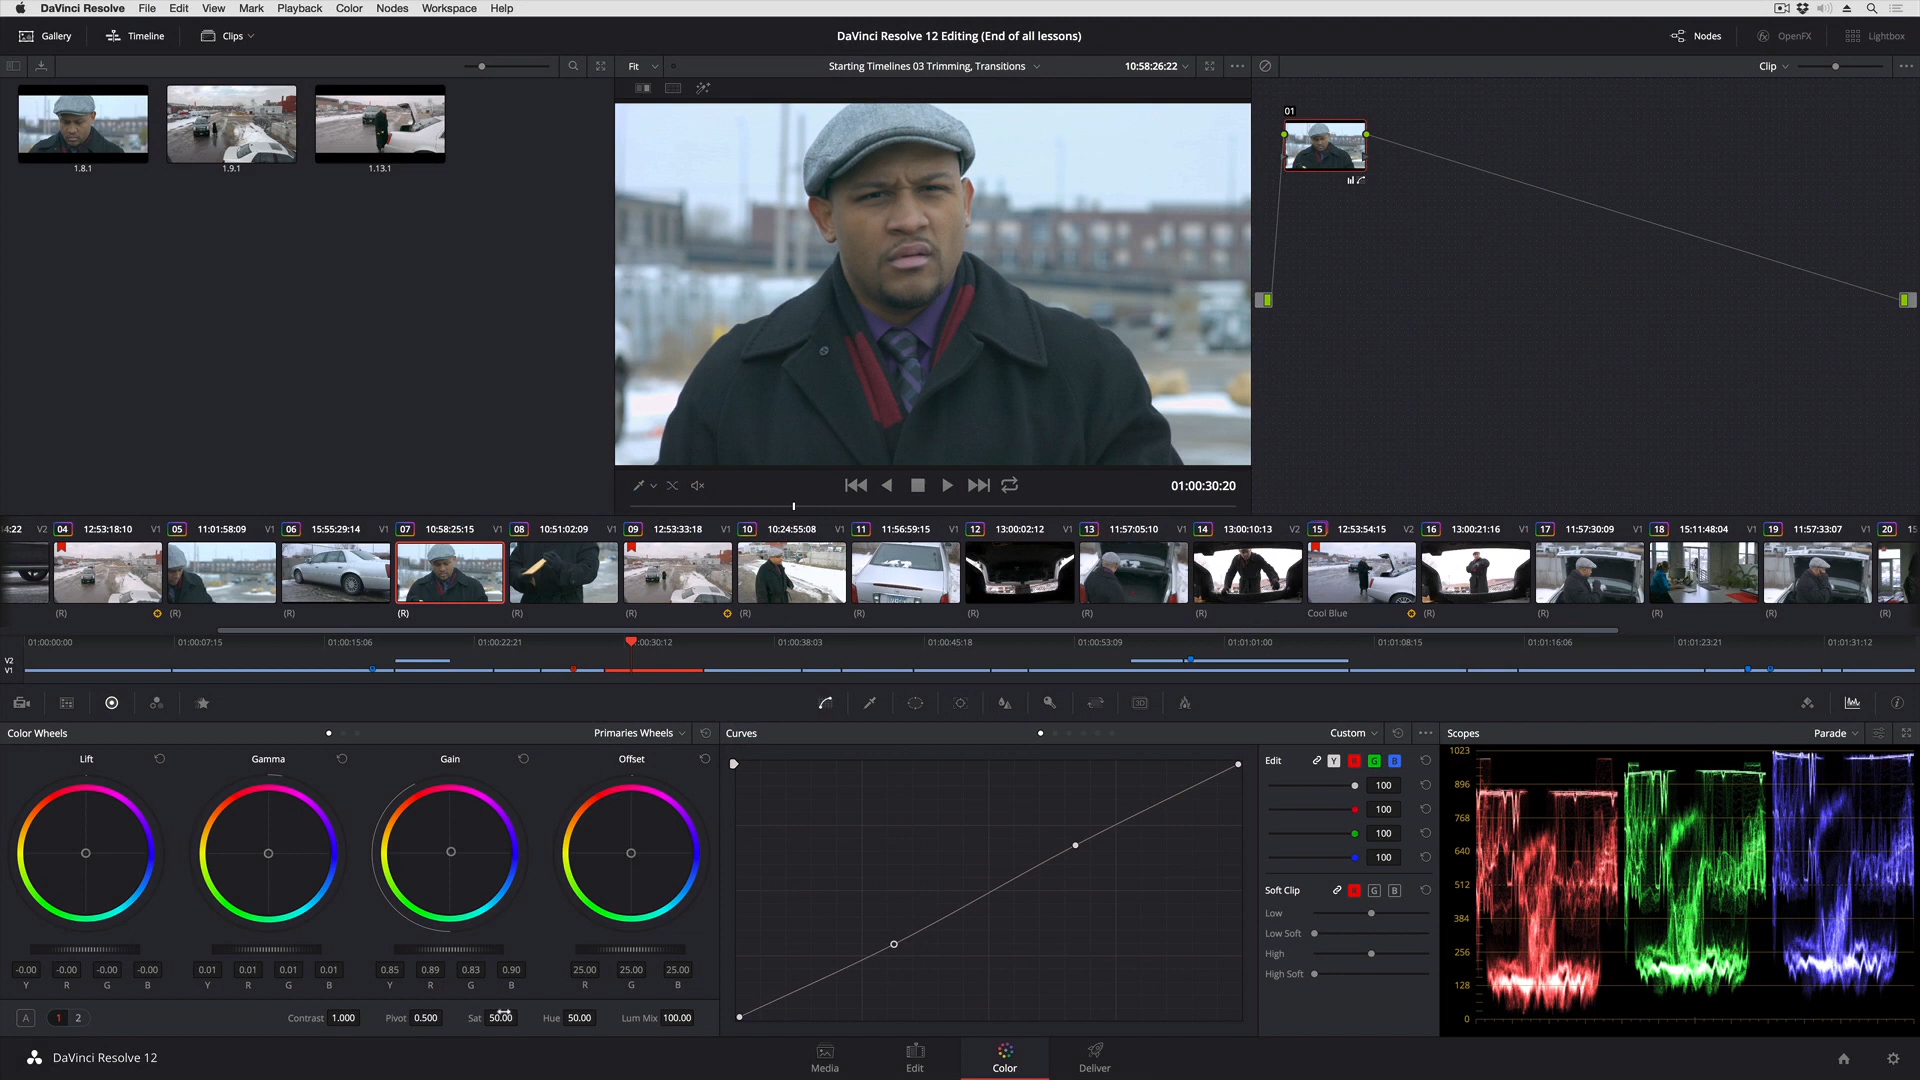 DaVinci Resolve File Edit View Mark Playback Color Nodes Workspace Help
Gallery Timeline Clips DaVinci Resolve 12 Editing (End of all lessons) Nodes OpenFX Lightbox
Fit Starting Timelines 03 Trimming, Transitions 10:58:26:22 Clip
01
1.8.1 1.9.1 1.13.1
01:00:30:20
4:22 V2 04 12:53:18:10 V1 05 11:01:58:09 V1 06 15:55:29:14 V1 07 10:58:25:15 V1 08 10:51:02:09 V1 09 12:53:33:18 V1 10 10:24:55:08 V1 11 11:56:59:15 V1 12 13:00:02:12 V1 13 11:57:05:10 V1 14 13:00:10:13 V2 15 12:53:54:15 V2 16 13:00:21:16 V1 17 11:57:30:09 V1 18 15:11:48:04 V1 19 11:57:33:07 V1 20
(R) (R) (R) (R) (R) (R) (R) (R) (R) (R) (R) Cool Blue (R) (R) (R) (R) (R)
01:00:00:00 01:00:07:15 01:00:15:06 01:00:22:21 :00:30:12 01:00:38:03 01:00:45:18 01:00:53:09 01:01:01:00 01:01:08:15 01:01:16:06 01:01:23:21 01:01:31:12
V2
V1
3D
Color Wheels Primaries Wheels Curves Custom Scopes Parade
Lift Gamma Gain Offset
Edit Y R G B
100
100
100
100
Soft Clip R G B
Low
Low Soft
High
High Soft
1023
896
768
640
512
384
256
128
0
-0.00 -0.00 -0.00 -0.00 0.01 0.01 0.01 0.01 0.85 0.89 0.83 0.90 25.00 25.00 25.00
Y R G B Y R G B Y R G B R G B
A 1 2 Contrast 1.000 Pivot 0.500 Sat 50.00 Hue 50.00 Lum Mix 100.00
DaVinci Resolve 12 Media Edit Color Deliver